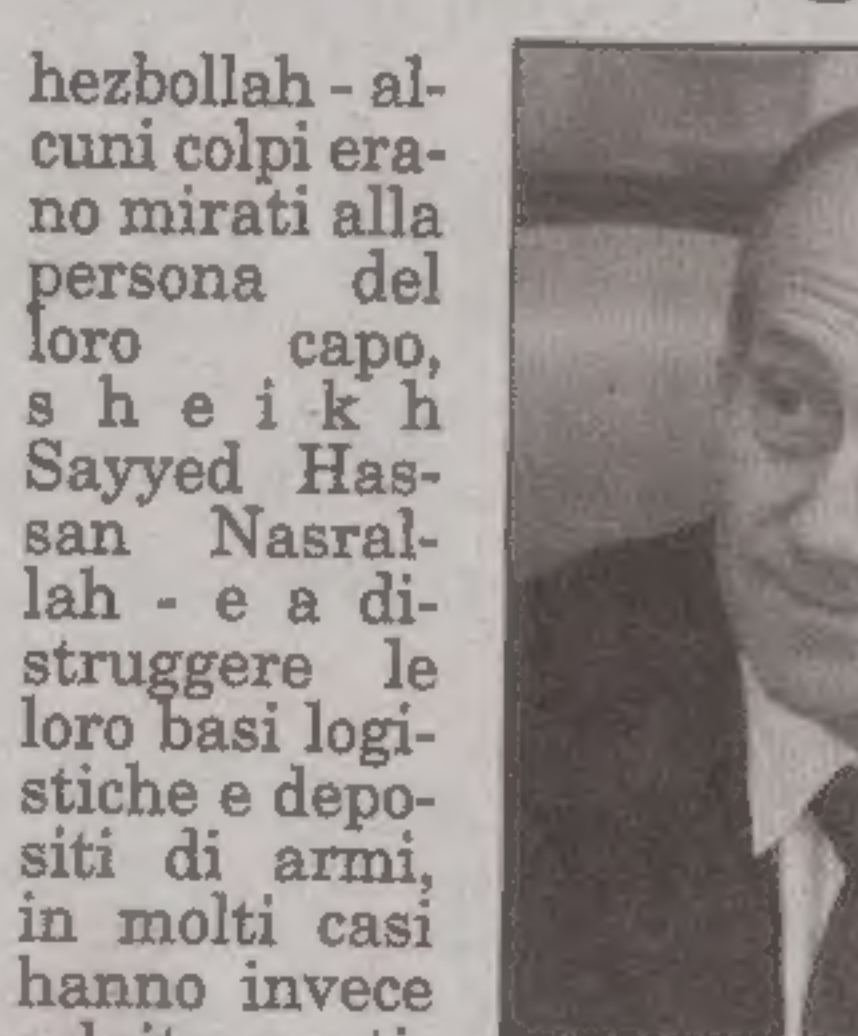 hezbollah - al-
cuni colpi era-
no mirati alla
persona del
loro capo,
s h e i k h
Sayyed Has-
san Nasral-
lah - e a di-
struggere le
loro basi logi-
stiche e depo-
siti di armi,
in molti casi
hanno invece